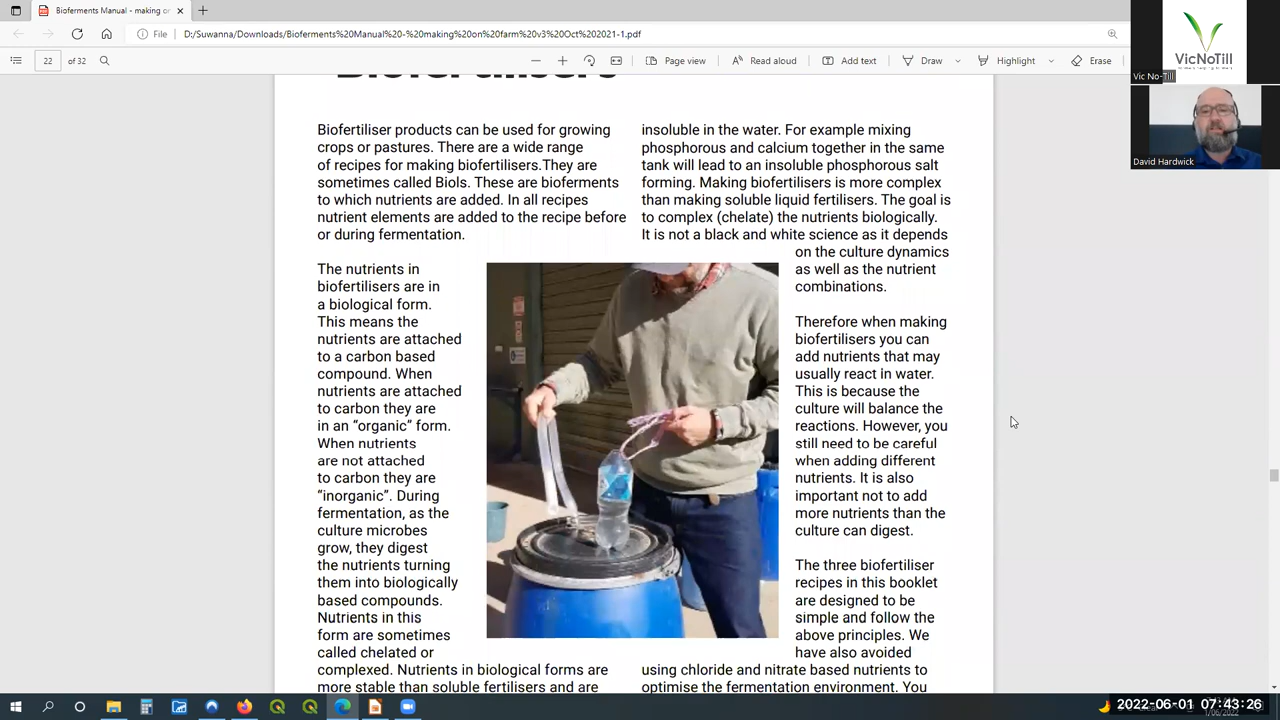 Bioferments Manual - making or
File
D:/Suwanna/Downloads/Bioferments%20Manual%20-%20making%20on%20farm%20v3%20Oct%202021-1.pdf
22
of 32
Page view
Read aloud
Add text
Draw
Highlight
Erase
VicNoTill
Vic No-Till
David Hardwick
Biofertilisers
Biofertiliser products can be used for growing
crops or pastures. There are a wide range
of recipes for making biofertilisers.They are
sometimes called Biols. These are bioferments
to which nutrients are added. In all recipes
nutrient elements are added to the recipe before
or during fermentation.
The nutrients in
biofertilisers are in
a biological form.
This means the
nutrients are attached
to a carbon based
compound. When
nutrients are attached
to carbon they are
in an “organic” form.
When nutrients
are not attached
to carbon they are
“inorganic”. During
fermentation, as the
culture microbes
grow, they digest
the nutrients turning
them into biologically
based compounds.
Nutrients in this
form are sometimes
called chelated or
complexed. Nutrients in biological forms are
more stable than soluble fertilisers and are
insoluble in the water. For example mixing
phosphorous and calcium together in the same
tank will lead to an insoluble phosphorous salt
forming. Making biofertilisers is more complex
than making soluble liquid fertilisers. The goal is
to complex (chelate) the nutrients biologically.
It is not a black and white science as it depends
on the culture dynamics
as well as the nutrient
combinations.
Therefore when making
biofertilisers you can
add nutrients that may
usually react in water.
This is because the
culture will balance the
reactions. However, you
still need to be careful
when adding different
nutrients. It is also
important not to add
more nutrients than the
culture can digest.
The three biofertiliser
recipes in this booklet
are designed to be
simple and follow the
above principles. We
have also avoided
using chloride and nitrate based nutrients to
optimise the fermentation environment. You
2022-06-01 07:43:26